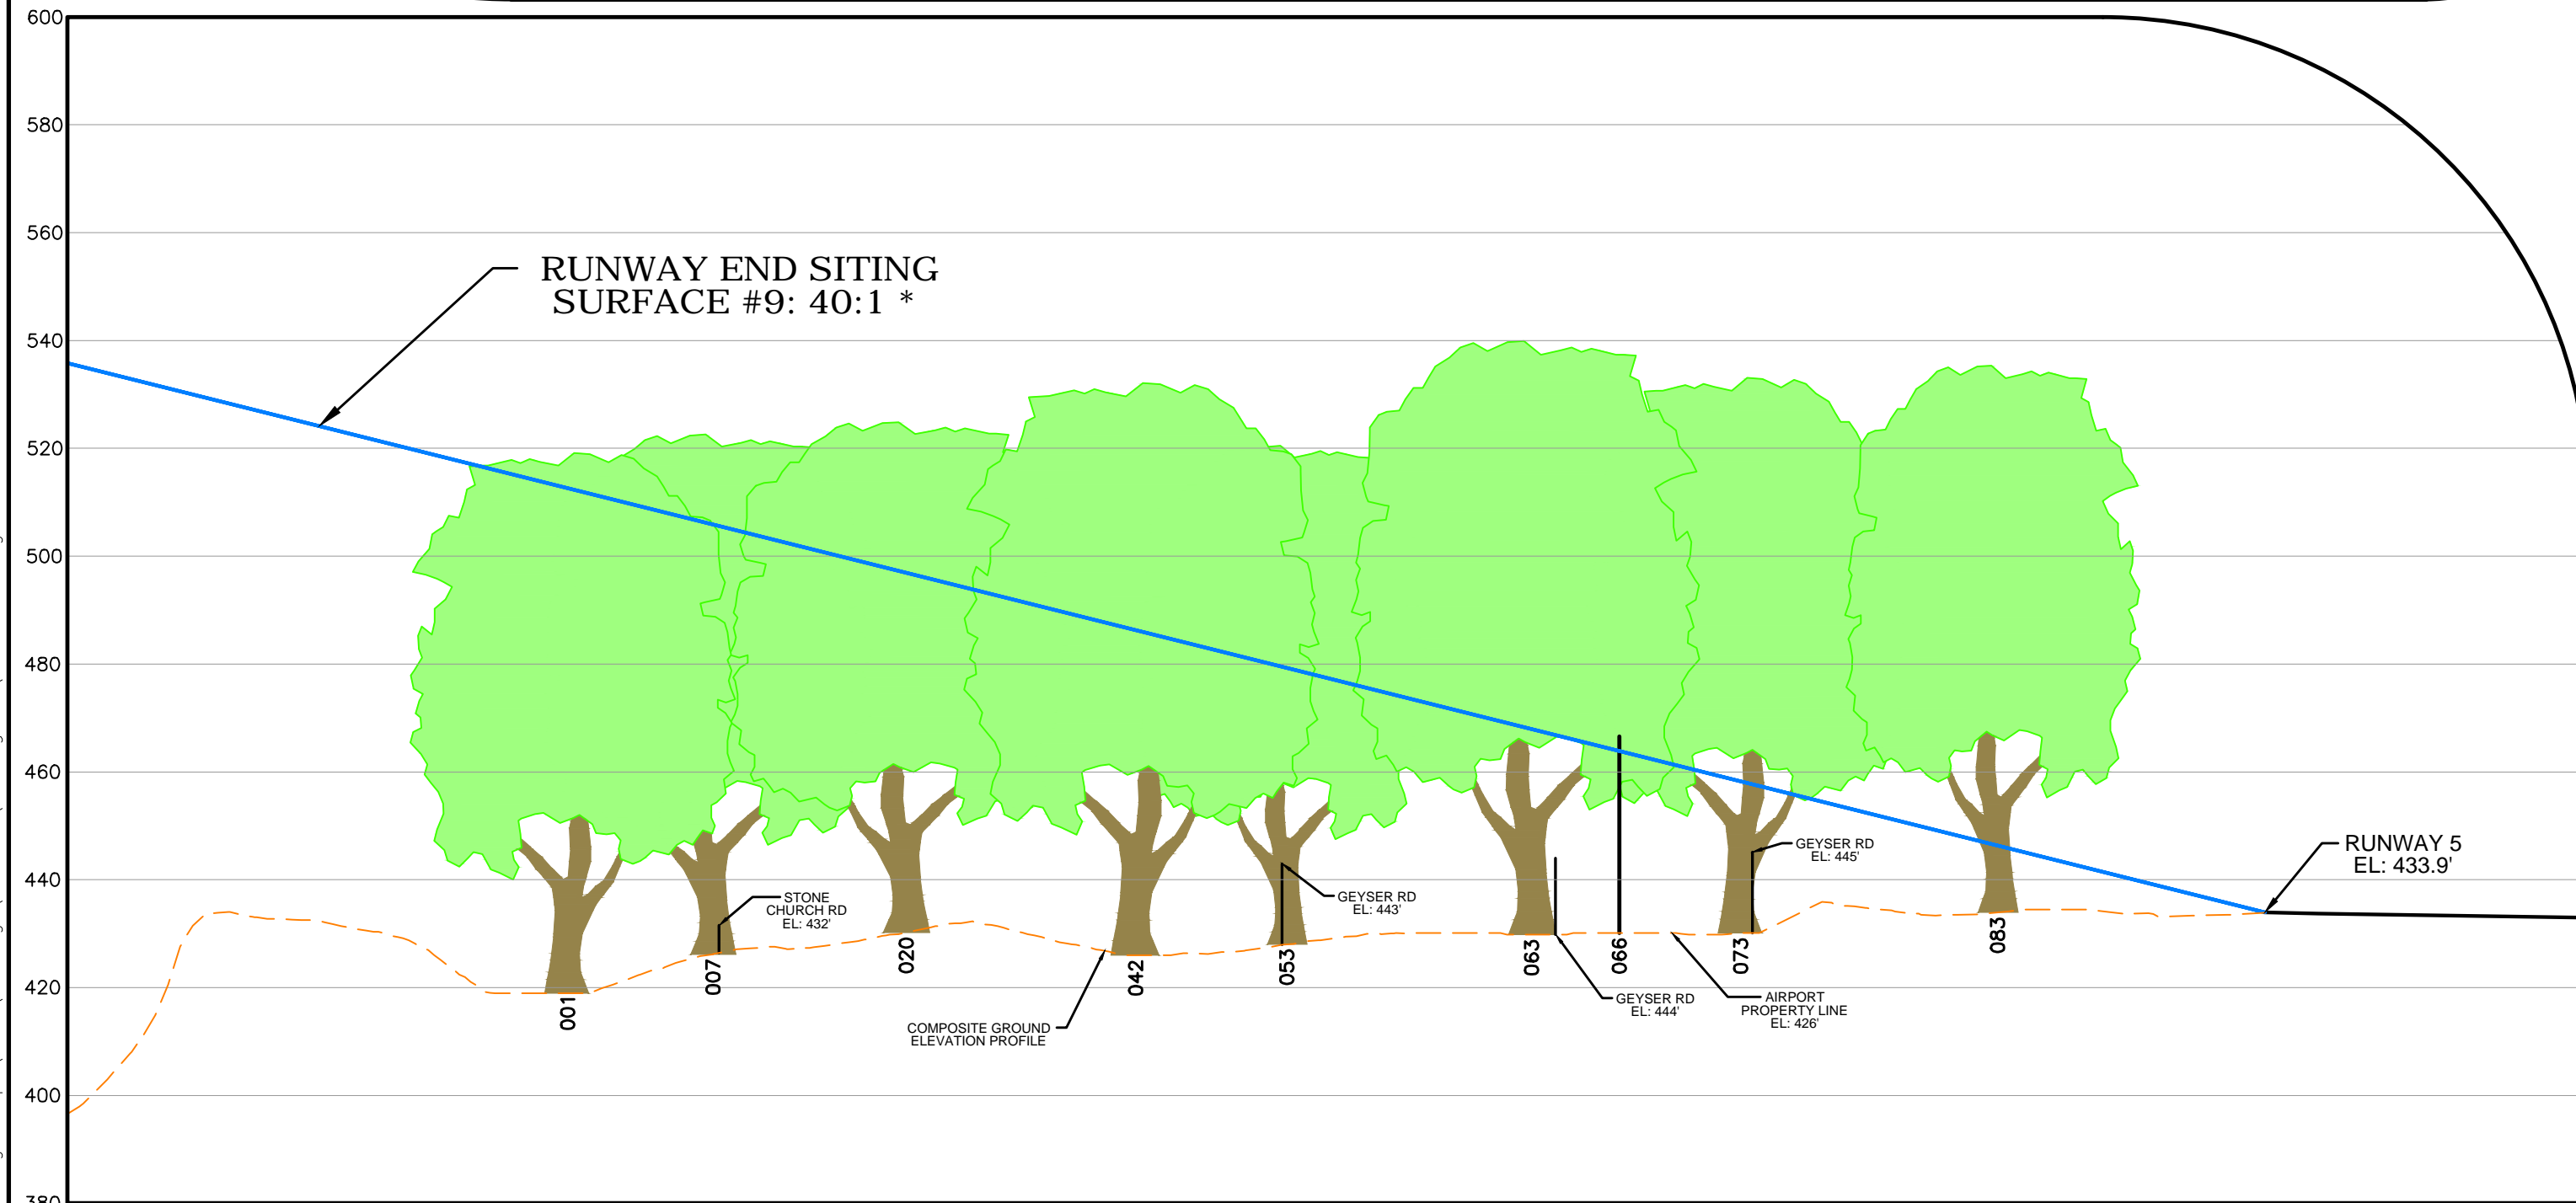 600
580
560
540
520
500
480
460
440
420
400
380
RUNWAY END SITING
SURFACE #9: 40:1 *
RUNWAY 5
EL: 433.9'
STONE
CHURCH RD
EL: 432'
GEYSER RD
EL: 443'
GEYSER RD
EL: 445'
GEYSER RD
EL: 444'
AIRPORT
PROPERTY LINE
EL: 426'
COMPOSITE GROUND
ELEVATION PROFILE
001
007
020
042
053
063
066
073
083